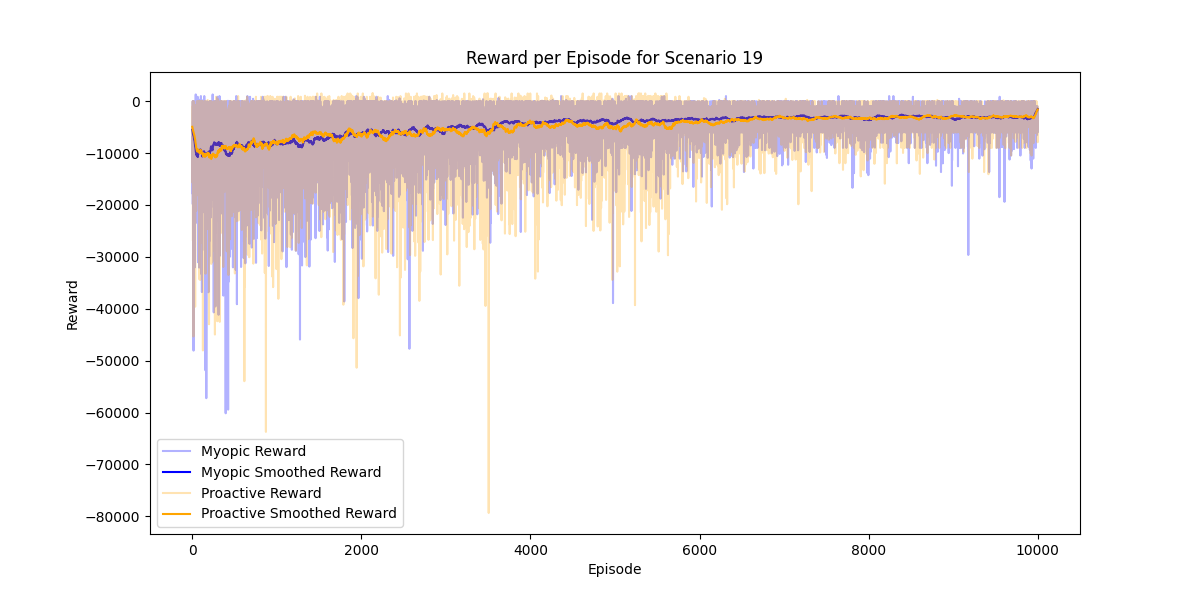 Reward per Episode for Scenario 19
Reward
0
−10000
−20000
−30000
−40000
−50000
−60000
−70000
−80000
Myopic Reward
Myopic Smoothed Reward
Proactive Reward
Proactive Smoothed Reward
0 2000 4000 6000 8000 10000
Episode